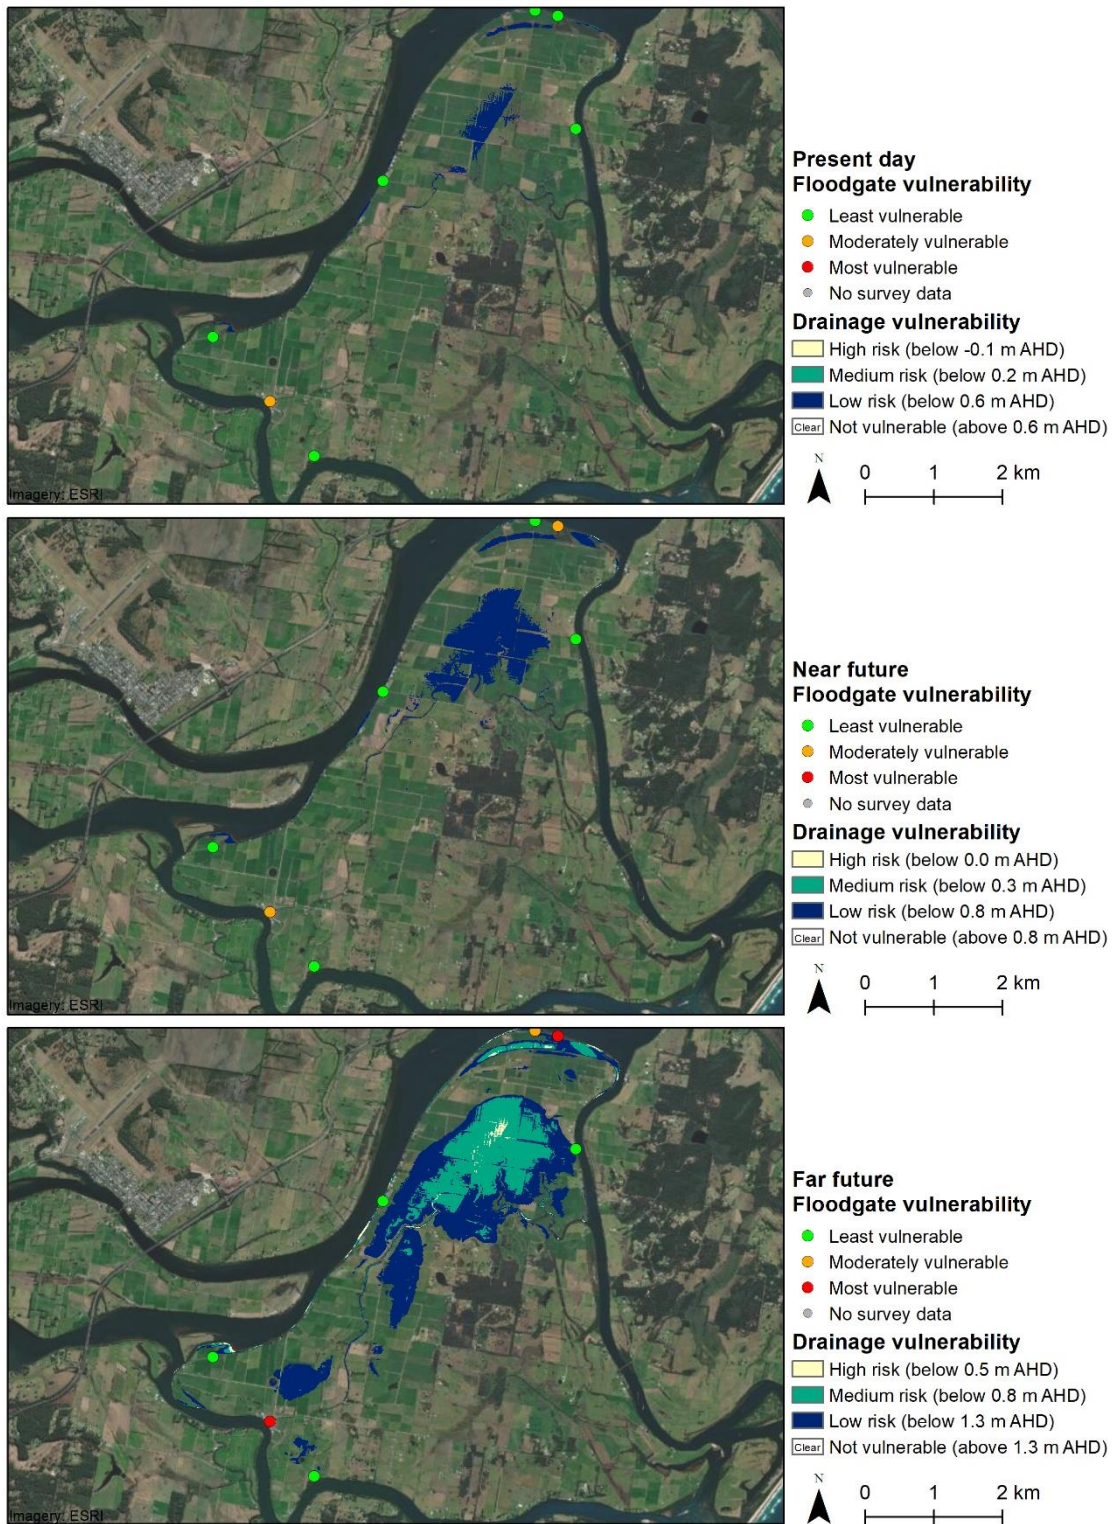 Present day
Floodgate vulnerability
Least vulnerable
Moderately vulnerable
Most vulnerable
No survey data
Drainage vulnerability
High risk (below -0.1 m AHD)
Medium risk (below 0.2 m AHD)
Low risk (below 0.6 m AHD)
Clear Not vulnerable (above 0.6 m AHD)
N
0 1 2 km
Imagery: ESRI
Near future
Floodgate vulnerability
Least vulnerable
Moderately vulnerable
Most vulnerable
No survey data
Drainage vulnerability
High risk (below 0.0 m AHD)
Medium risk (below 0.3 m AHD)
Low risk (below 0.8 m AHD)
Clear Not vulnerable (above 0.8 m AHD)
N
0 1 2 km
Imagery: ESRI
Far future
Floodgate vulnerability
Least vulnerable
Moderately vulnerable
Most vulnerable
No survey data
Drainage vulnerability
High risk (below 0.5 m AHD)
Medium risk (below 0.8 m AHD)
Low risk (below 1.3 m AHD)
Clear Not vulnerable (above 1.3 m AHD)
N
0 1 2 km
Imagery: ESRI